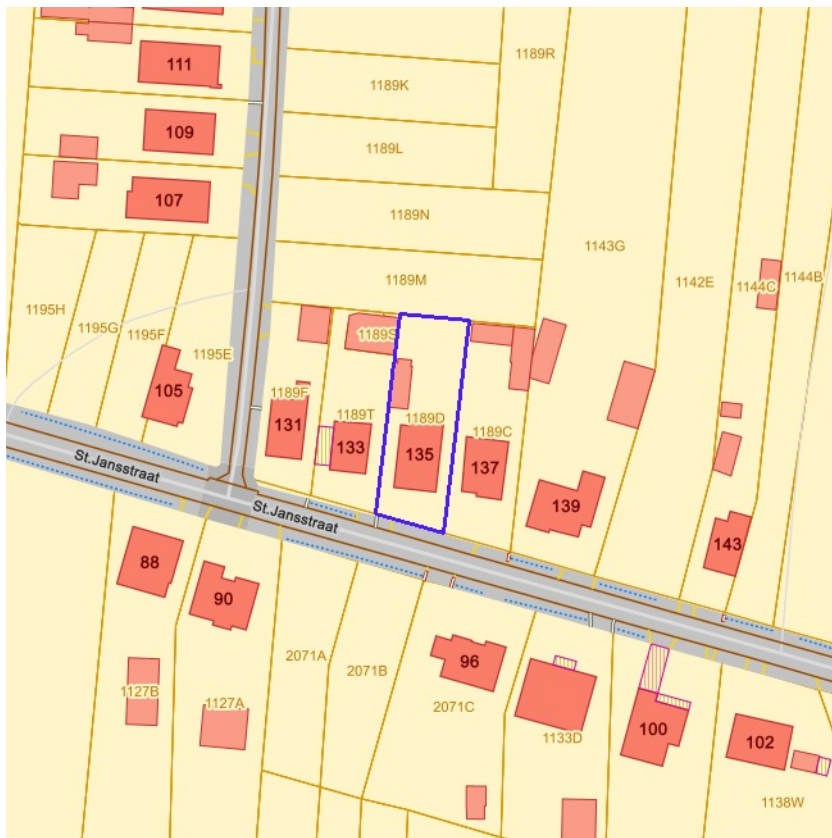 111
1189R
1189K
109
1189L
107
1189N
1143G
1189M
1142E
1144C
1144B
1195H
1195G
1195F
1195E
1189S
105
1189F
1189T
1189D
1189C
131
133
135
137
139
143
St.Jansstraat
St.Jansstraat
88
90
96
2071A
2071B
2071C
1127B
1127A
1133D
100
102
1138W